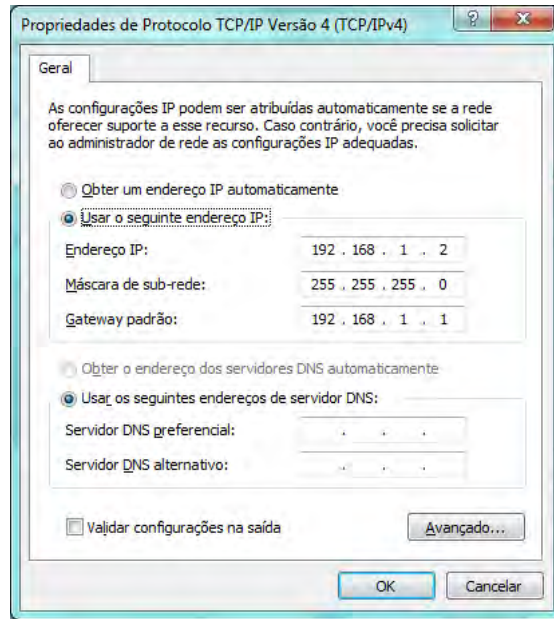 Propriedades de Protocolo TCP/IP Versão 4 (TCP/IPv4)
Geral
As configurações IP podem ser atribuídas automaticamente se a rede
oferecer suporte a esse recurso. Caso contrário, você precisa solicitar
ao administrador de rede as configurações IP adequadas.
Obter um endereço IP automaticamente
Usar o seguinte endereço IP:
Endereço IP: 192 . 168 . 1 . 2
Máscara de sub-rede: 255 . 255 . 255 . 0
Gateway padrão: 192 . 168 . 1 . 1
Obter o endereço dos servidores DNS automaticamente
Usar os seguintes endereços de servidor DNS:
Servidor DNS preferencial: . . .
Servidor DNS alternativo: . . .
Validar configurações na saída
Avançado...
OK
Cancelar